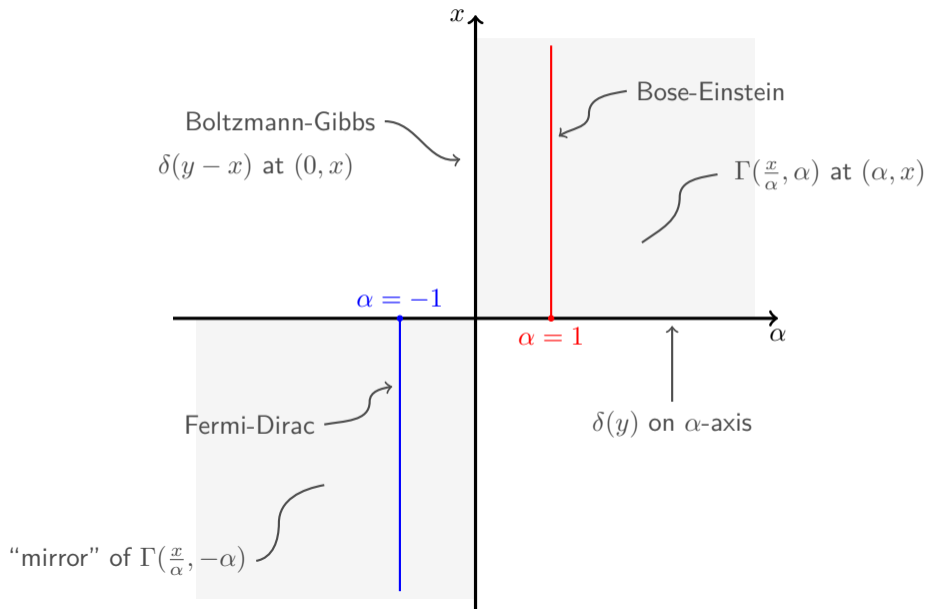 x
Bose-Einstein
Boltzmann-Gibbs
δ(y − x) at (0, x)
Γ(x/α, α) at (α, x)
α = −1
α = 1
α
Fermi-Dirac
δ(y) on α-axis
“mirror” of Γ(x/α, −α)